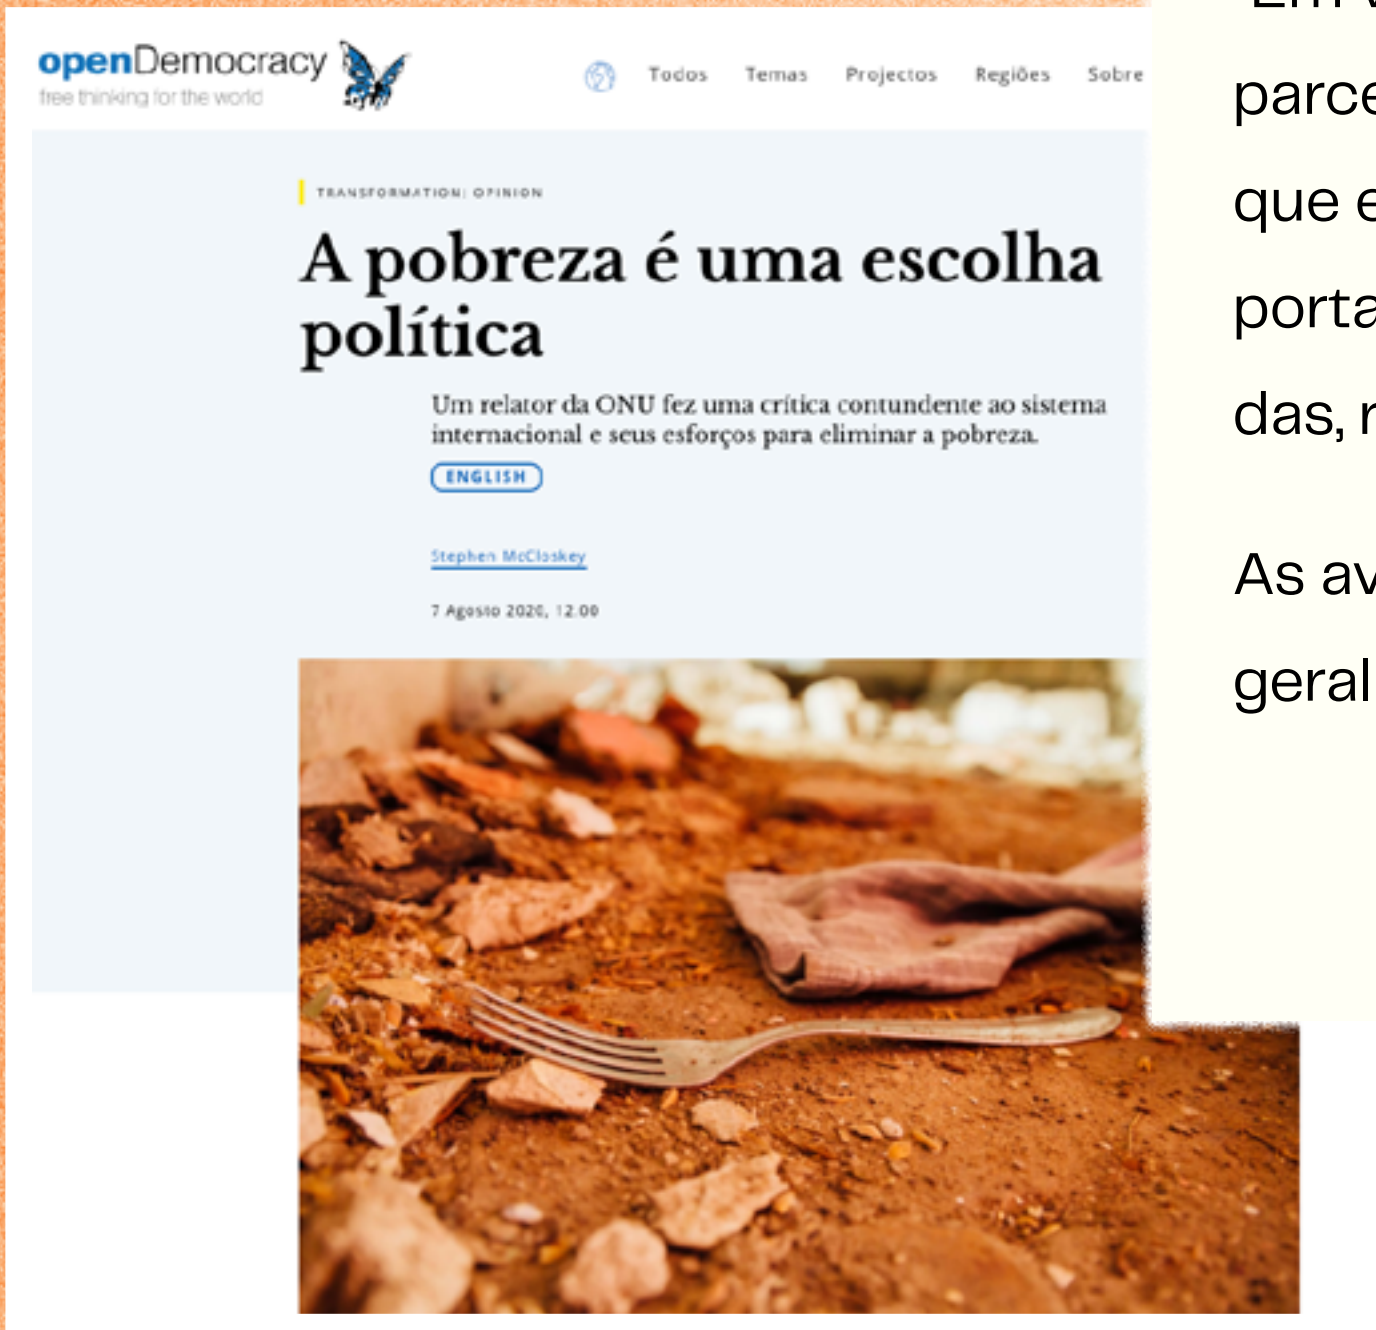 openDemocracy
free thinking for the world
Todos Temas Projectos Regiões Sobre
TRANSFORMATION: OPINION
A pobreza é uma escolha
política
Um relator da ONU fez uma crítica contundente ao sistema
internacional e seus esforços para eliminar a pobreza.
ENGLISH
Stephen McCloskey
7 Agosto 2020, 12.00
parce
que e
porta
das, r
As av
geral